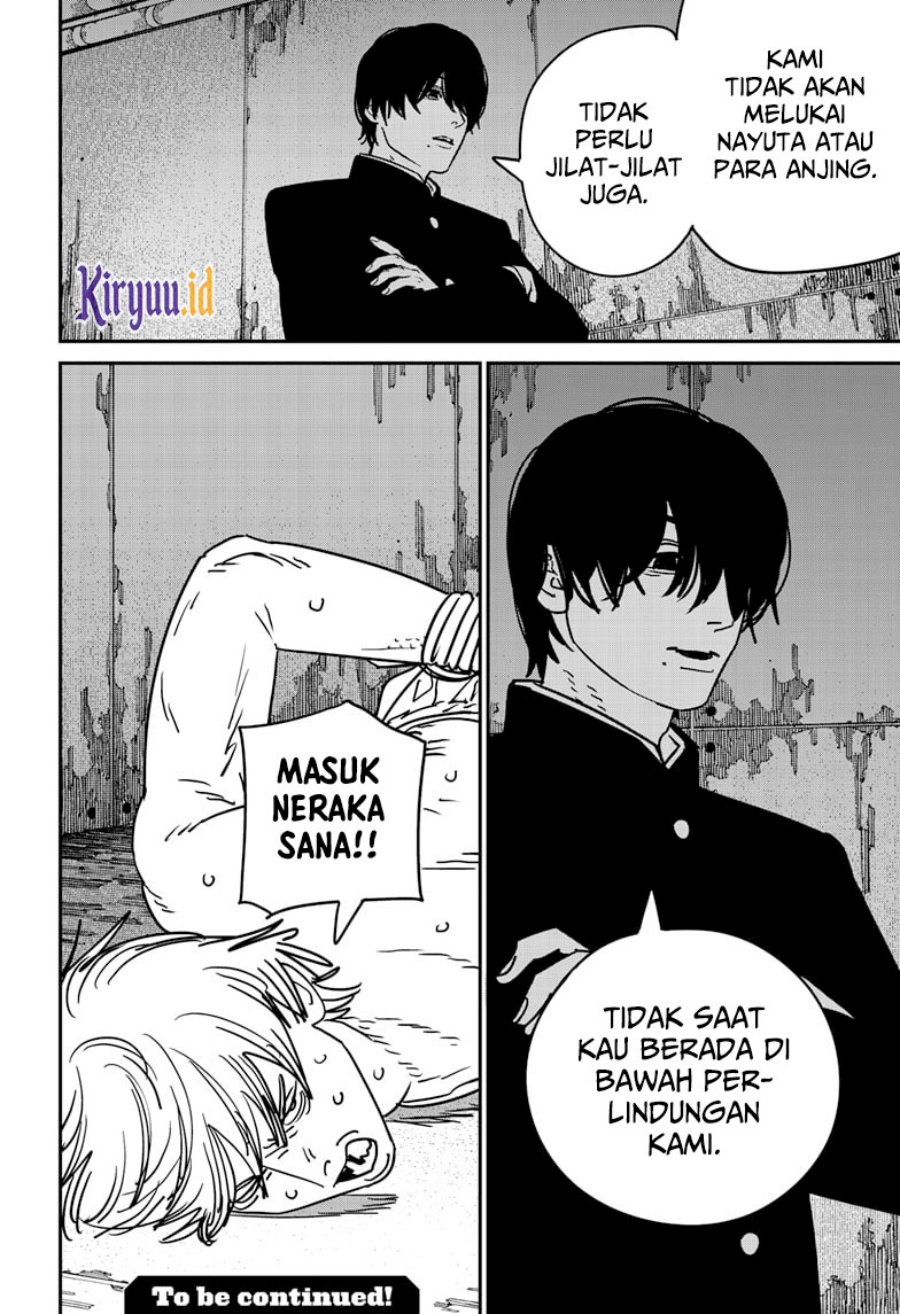 KAMI
TIDAK AKAN
MELUKAI
NAYUTA ATAU
PARA ANJING.
TIDAK
PERLU
JILAT-JILAT
JUGA.
Kiryuu.id
TIDAK SAAT
KAU BERADA DI
BAWAH PER-
LINDUNGAN
KAMI.
MASUK
NERAKA
SANA!!
To be continued!